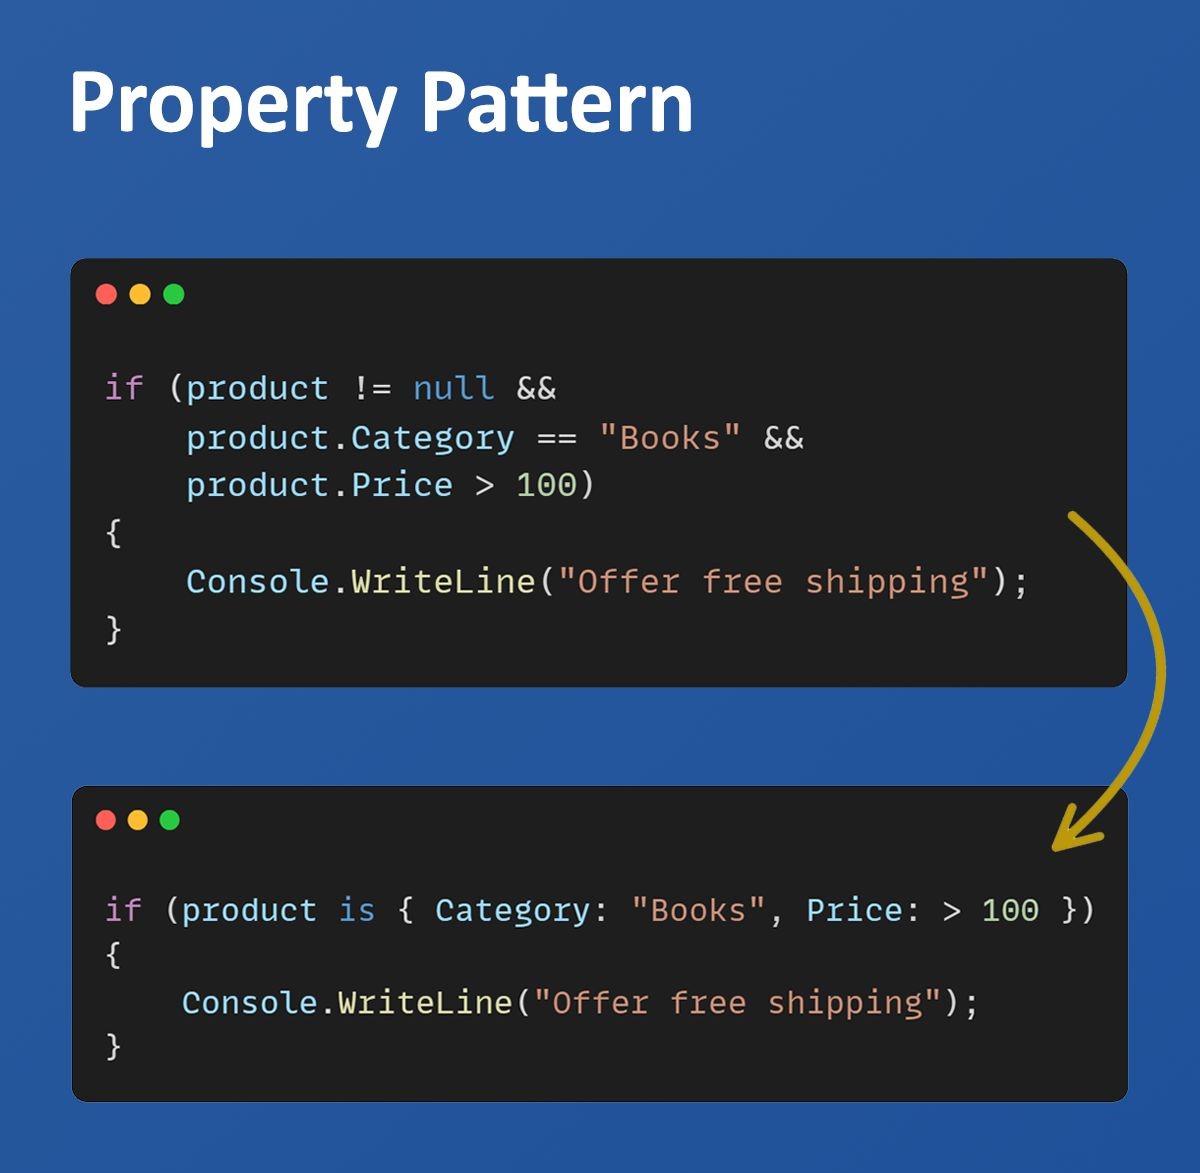 Property Pattern
if (product != null &&
    product.Category == "Books" &&
    product.Price > 100)
{
    Console.WriteLine("Offer free shipping");
}
if (product is { Category: "Books", Price: > 100 })
{
    Console.WriteLine("Offer free shipping");
}